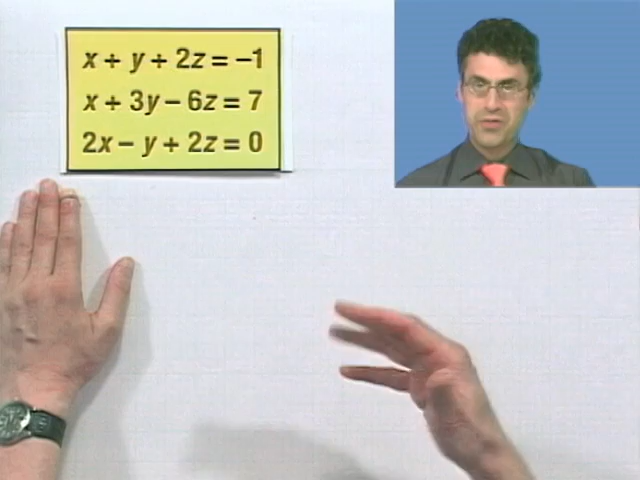 x + y + 2z = –1
x + 3y – 6z = 7
2x – y + 2z = 0